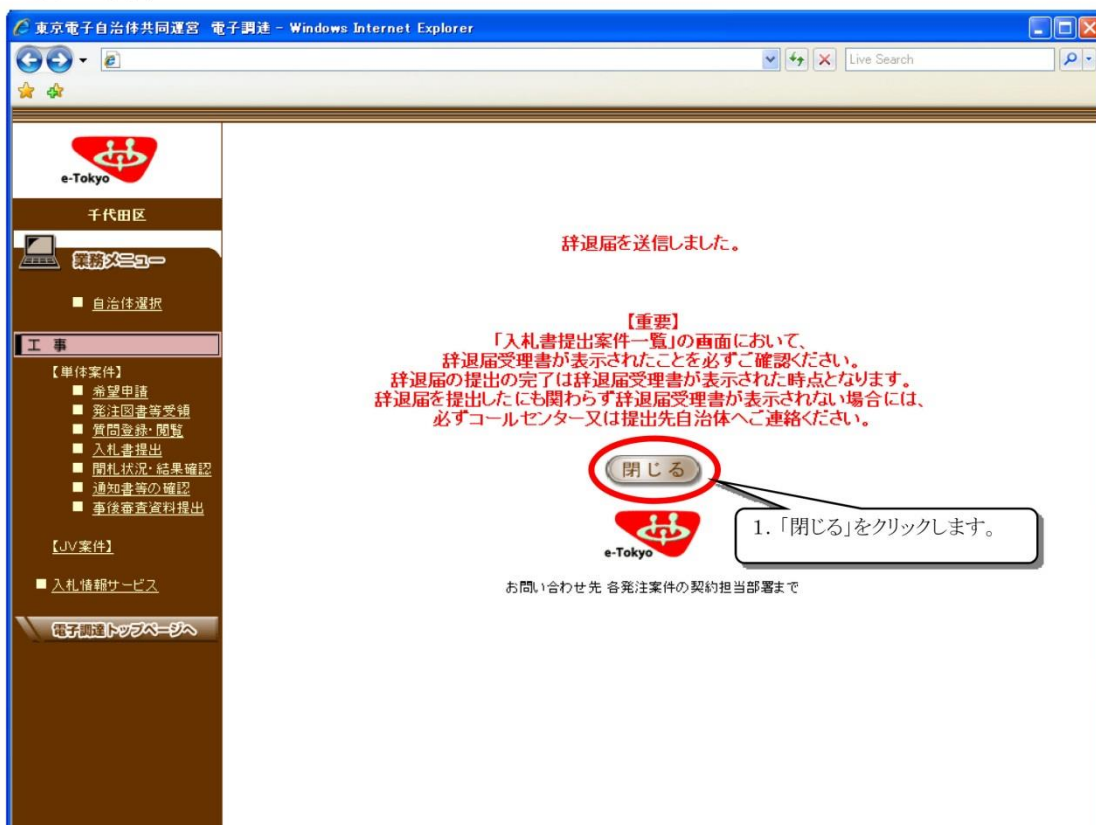 東京電子自治体共同運営 電子調達 - Windows Internet Explorer
Live Search
e-Tokyo
千代田区
業務メニュー
■ 自治体選択
工 事
【単体案件】
■ 希望申請
■ 発注図書等受領
■ 質問登録・閲覧
■ 入札書提出
■ 開札状況・結果確認
■ 通知書等の確認
■ 事後審査資料提出
【JV案件】
■ 入札情報サービス
電子調達トップページへ
辞退届を送信しました。
【重要】
「入札書提出案件一覧」の画面において、
辞退届受理書が表示されたことを必ずご確認ください。
辞退届の提出の完了は辞退届受理書が表示された時点となります。
辞退届を提出したにも関わらず辞退届受理書が表示されない場合には、
必ずコールセンター又は提出先自治体へご連絡ください。
閉じる
1．「閉じる」をクリックします。
e-Tokyo
お問い合わせ先 各発注案件の契約担当部署まで